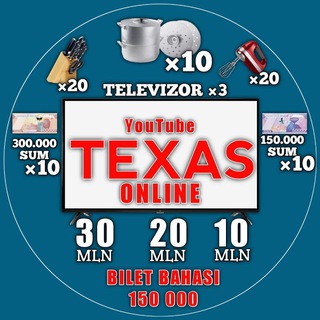 ×10
×20
×20
TELEVIZOR ×3
300.000
SUM
×10
150.000
SUM
×10
YouTube
TEXAS
ONLINE
30
MLN
20
MLN
10
MLN
BILET BAHASI
150 000